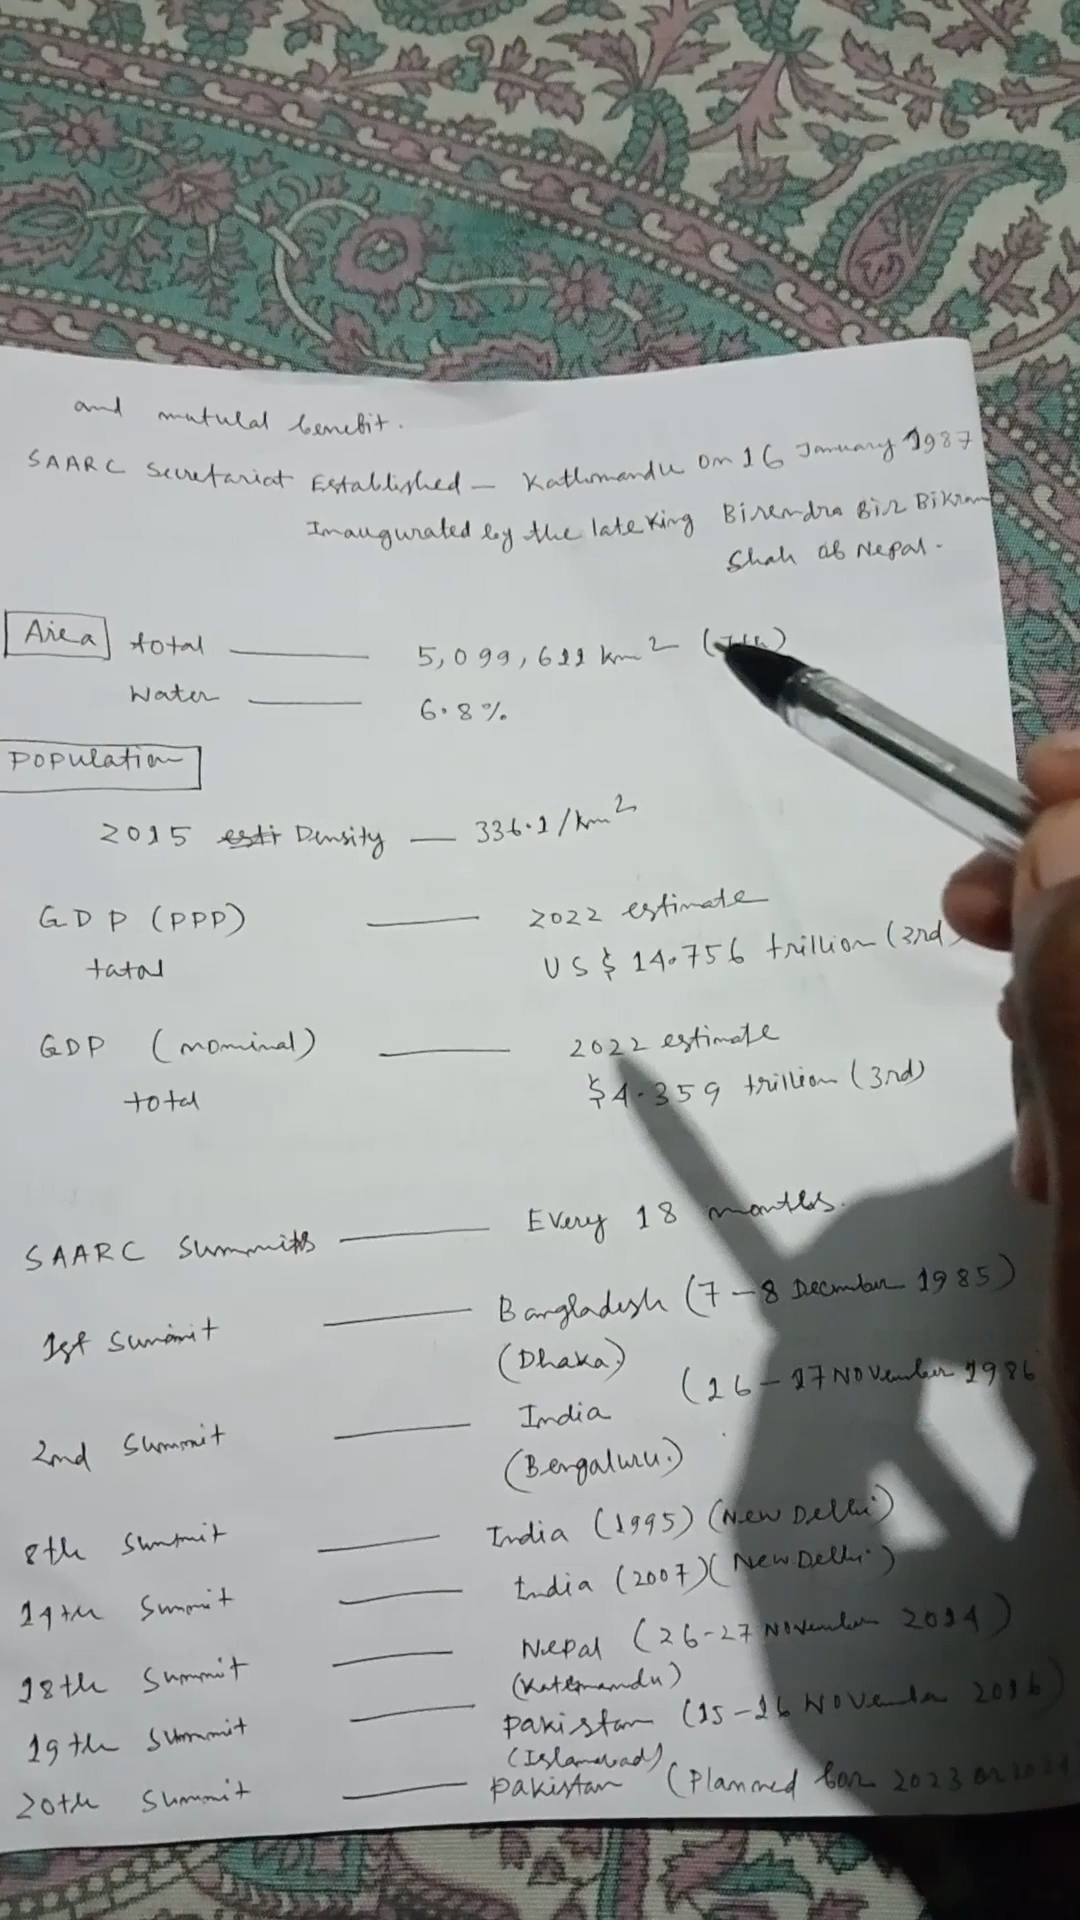 and mutulal benefit.
SAARC Secretariat Established — Kathmandu on 16 January 1987
Inaugurated by the late King Birendra Bir Bikram
Shah of Nepal.
Area total — 5,099,611 km2
Water — 6.8%
Population
2015 Density — 336.1/km2
GDP (PPP) — 2022 estimate
tatal US $ 14.756 trillion (3rd
GDP (nominal) — 2022 estimate
total $4.359 trillion (3rd)
SAARC Summits — Every 18 months.
1st Summit — Bangladesh (7-8 December 1985)
(Dhaka)
2nd Summit — India (16-17 November 1986
(Bengaluru.)
8th Summit — India (1995) (New Delhi)
14th Summit — India (2007) (New Delhi)
18th Summit — Nepal (26-27 November 2014)
(Katmandu)
19th Summit — Pakistan (15-16 November 2016)
(Islamabad)
20th Summit — Pakistan (Planned for 2023 or